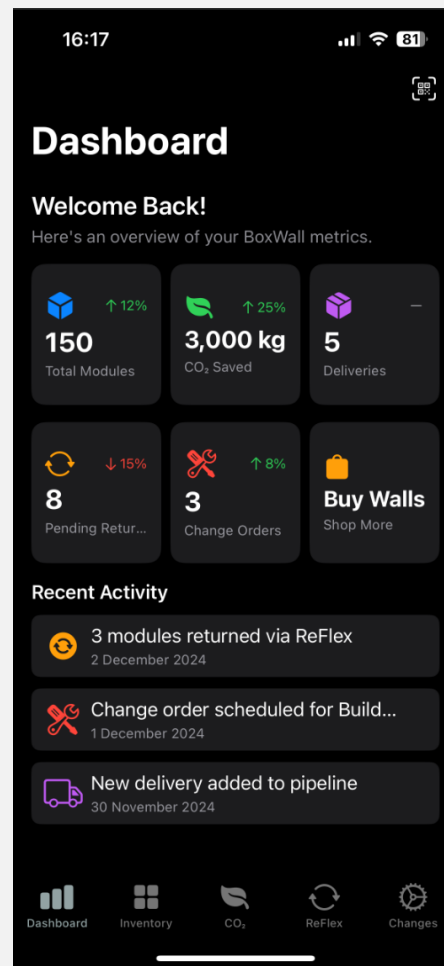 16:17
81
Dashboard
Welcome Back!
Here's an overview of your BoxWall metrics.
↑ 12%
150
Total Modules
↑ 25%
3,000 kg
CO₂ Saved
–
5
Deliveries
↓ 15%
8
Pending Retur...
↑ 8%
3
Change Orders
Buy Walls
Shop More
Recent Activity
3 modules returned via ReFlex
2 December 2024
Change order scheduled for Build...
1 December 2024
New delivery added to pipeline
30 November 2024
Dashboard
Inventory
CO₂
ReFlex
Changes